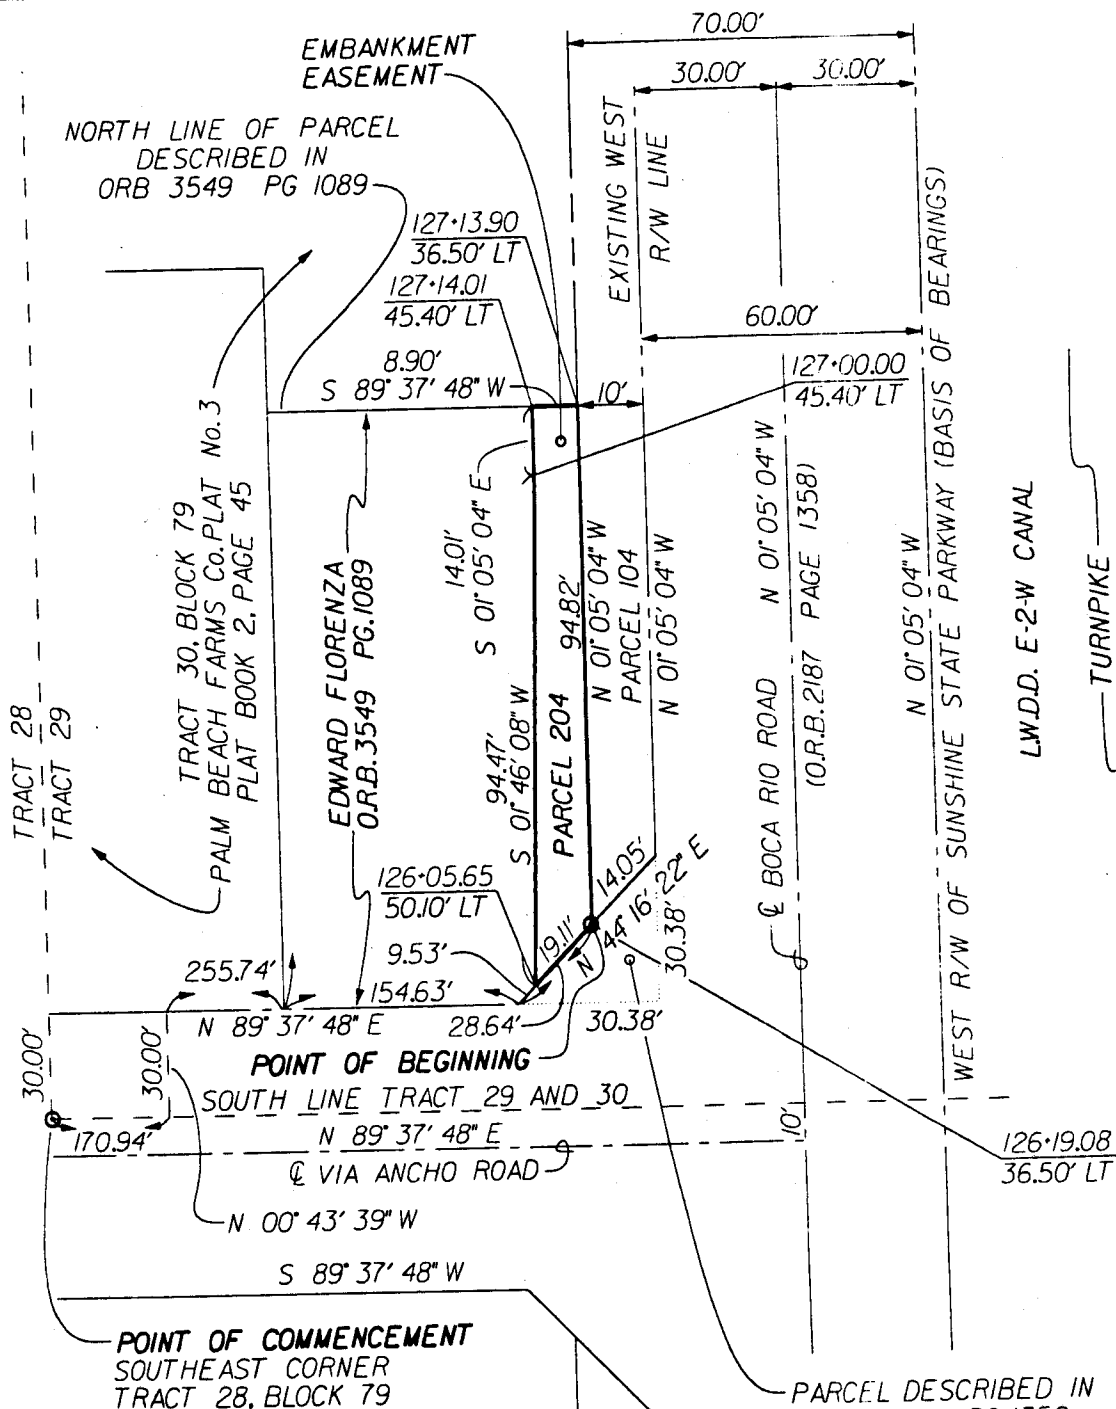 70.00'
EMBANKMENT
EASEMENT
30.00'
30.00'
NORTH LINE OF PARCEL
DESCRIBED IN
ORB 3549 PG 1089
EXISTING WEST
R/W LINE
127+13.90
36.50' LT
127+14.01
45.40' LT
60.00'
8.90'
S 89° 37' 48" W
10'
127+00.00
45.40' LT
TRACT 28
TRACT 29
TRACT 30, BLOCK 79
PALM BEACH FARMS Co. PLAT No. 3
PLAT BOOK 2, PAGE 45
EDWARD FLORENZA
O.R.B. 3549 PG. 1089
14.01'
S 01° 05' 04" E
94.47'
S 01° 46' 08" W
PARCEL 204
94.82'
N 01° 05' 04" W
PARCEL 104
N 01° 05' 04" W
℄ BOCA RIO ROAD N 01° 05' 04" W
(O.R.B. 2187 PAGE 1358)
N 01° 05' 04" W
WEST R/W OF SUNSHINE STATE PARKWAY (BASIS OF BEARINGS)
L.W.D.D. E-2-W CANAL
TURNPIKE
126+05.65
50.10' LT
14.05'
N 44° 16' 22" E
19.11'
30.38'
9.53'
255.74'
154.63'
N 89° 37' 48" E
28.64'
30.38'
30.00'
30.00'
POINT OF BEGINNING
SOUTH LINE TRACT 29 AND 30
170.94'
N 89° 37' 48" E
10'
℄ VIA ANCHO ROAD
126+19.08
36.50' LT
N 00° 43' 39" W
S 89° 37' 48" W
POINT OF COMMENCEMENT
SOUTHEAST CORNER
TRACT 28, BLOCK 79
PARCEL DESCRIBED IN